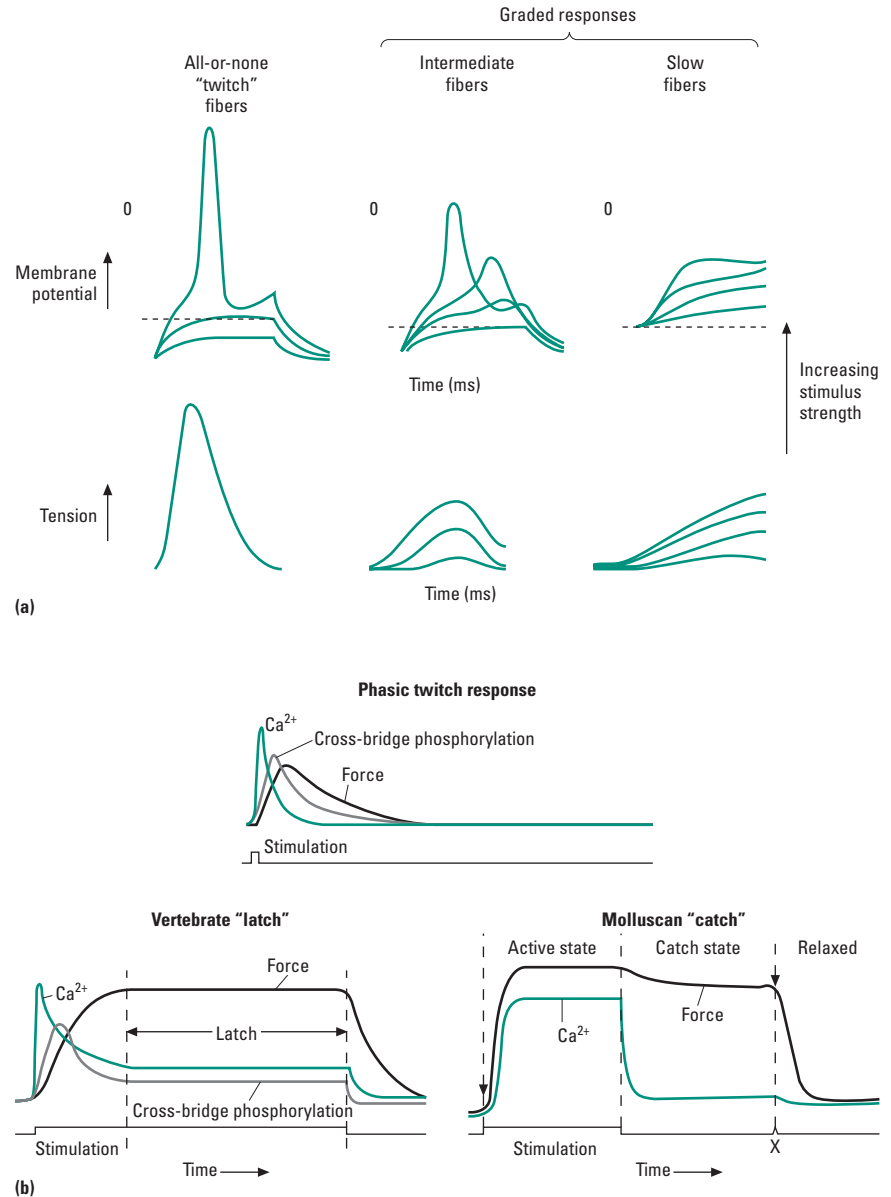 Graded responses
All-or-none
“twitch”
fibers
Intermediate
fibers
Slow
fibers
0
0
0
Membrane
potential
Time (ms)
Increasing
stimulus
strength
Tension
Time (ms)
(a)
Phasic twitch response
Ca2+
Cross-bridge phosphorylation
Force
Stimulation
Vertebrate “latch”
Ca2+
Force
Latch
Cross-bridge phosphorylation
Stimulation
Time
Molluscan “catch”
Active state
Catch state
Relaxed
Force
Ca2+
Stimulation
X
Time
(b)